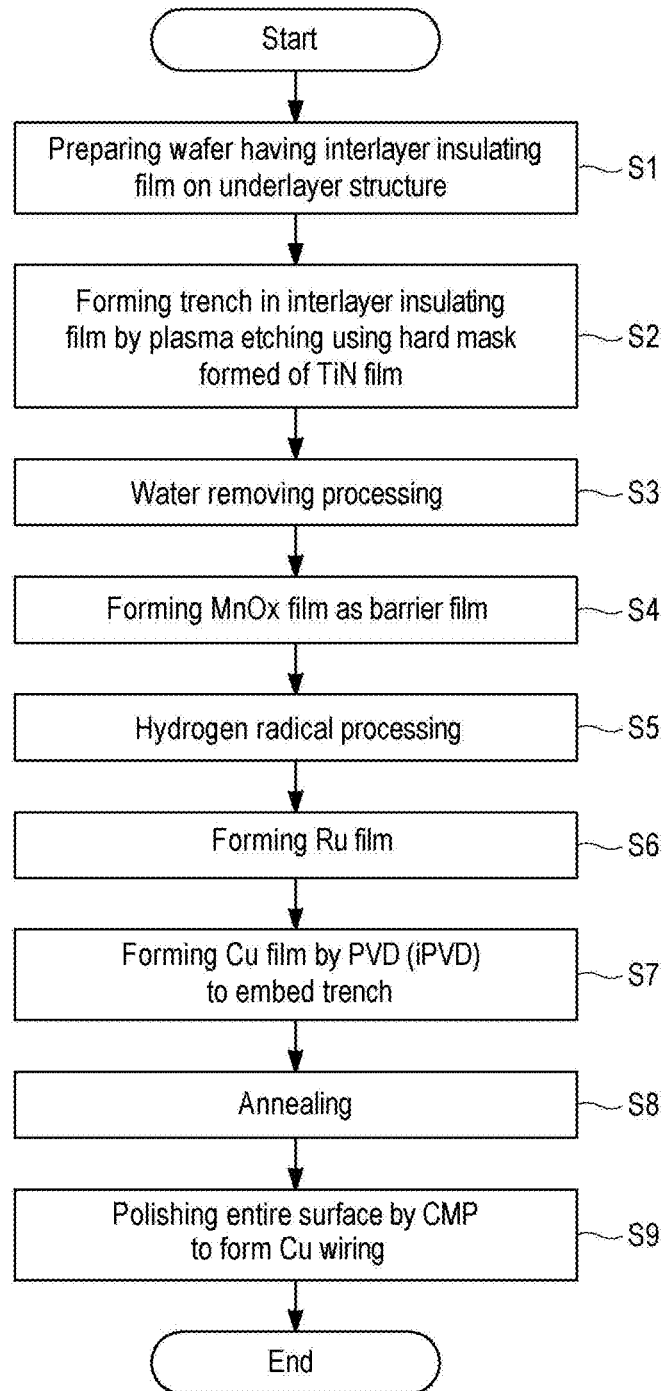 Start
Preparing wafer having interlayer insulating
film on underlayer structure
S1
Forming trench in interlayer insulating
film by plasma etching using hard mask
formed of TiN film
S2
Water removing processing
S3
Forming MnOx film as barrier film
S4
Hydrogen radical processing
S5
Forming Ru film
S6
Forming Cu film by PVD (iPVD)
to embed trench
S7
Annealing
S8
Polishing entire surface by CMP
to form Cu wiring
S9
End